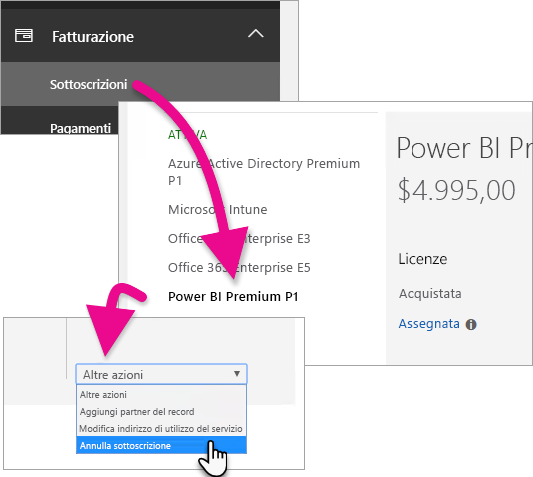 Fatturazione
Sottoscrizioni
Pagamenti
ATTIVA
Azure Active Directory Premium
P1
Microsoft Intune
Office Enterprise E3
Office 365 Enterprise E5
Power BI Premium P1
Power BI Pr
$4.995,00
Licenze
Acquistata
Assegnata
Altre azioni
Altre azioni
Aggiungi partner del record
Modifica indirizzo di utilizzo del servizio
Annulla sottoscrizione